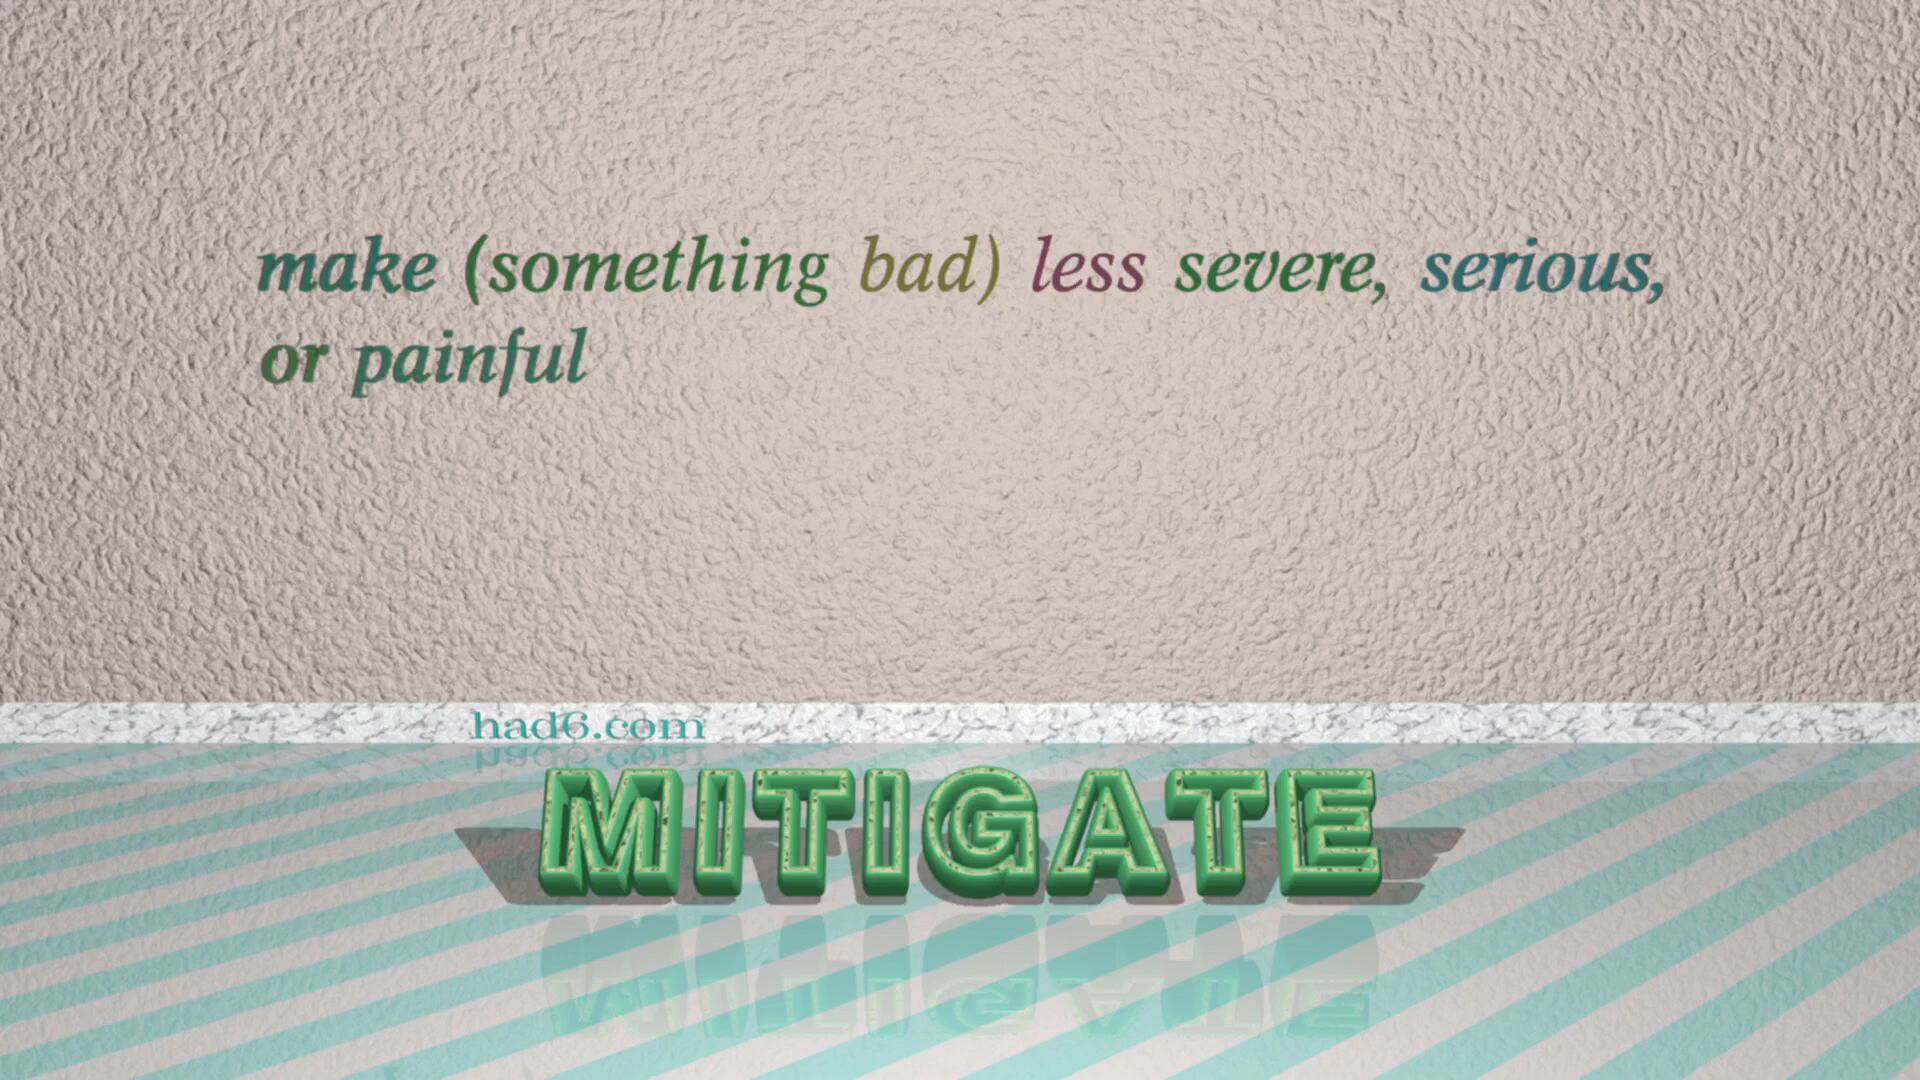 make (something bad) less severe, serious,
or painful
had6.com
MITIGATE